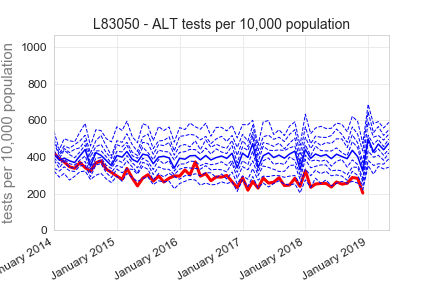 L83050 - ALT tests per 10,000 population
tests per 10,000 population
1000
800
600
400
200
0
nuary 2014
January 2015
January 2016
January 2017
January 2018
January 2019